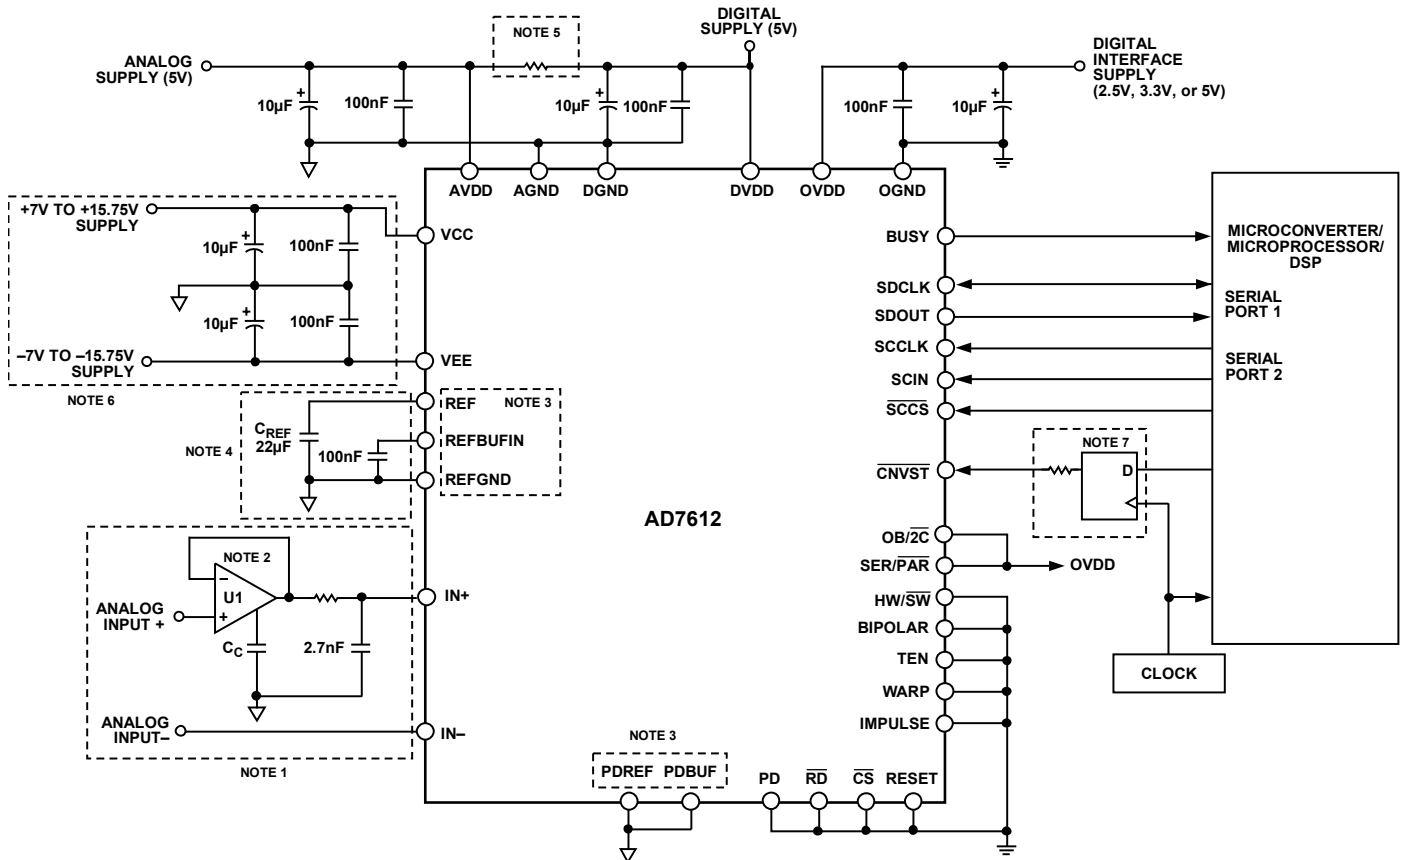 DIGITAL
SUPPLY (5V)
NOTE 5
ANALOG
SUPPLY (5V)
DIGITAL
INTERFACE
SUPPLY
(2.5V, 3.3V, or 5V)
+
10µF
100nF
+
10µF
100nF
100nF
+
10µF
AVDD
AGND
DGND
DVDD
OVDD
OGND
+7V TO +15.75V
SUPPLY
+
10µF
100nF
+
10µF
100nF
–7V TO –15.75V
SUPPLY
NOTE 6
VCC
VEE
REF
NOTE 3
REFBUFIN
REFGND
CREF
22µF
100nF
NOTE 4
NOTE 2
–
U1
+
ANALOG
INPUT +
CC
2.7nF
ANALOG
INPUT–
NOTE 1
IN+
IN–
AD7612
BUSY
SDCLK
SDOUT
SCCLK
SCIN
SCCS
CNVST
OB/2C
SER/PAR
OVDD
HW/SW
BIPOLAR
TEN
WARP
IMPULSE
MICROCONVERTER/
MICROPROCESSOR/
DSP
SERIAL
PORT 1
SERIAL
PORT 2
NOTE 7
D
CLOCK
NOTE 3
PDREF PDBUF
PD
RD
CS
RESET